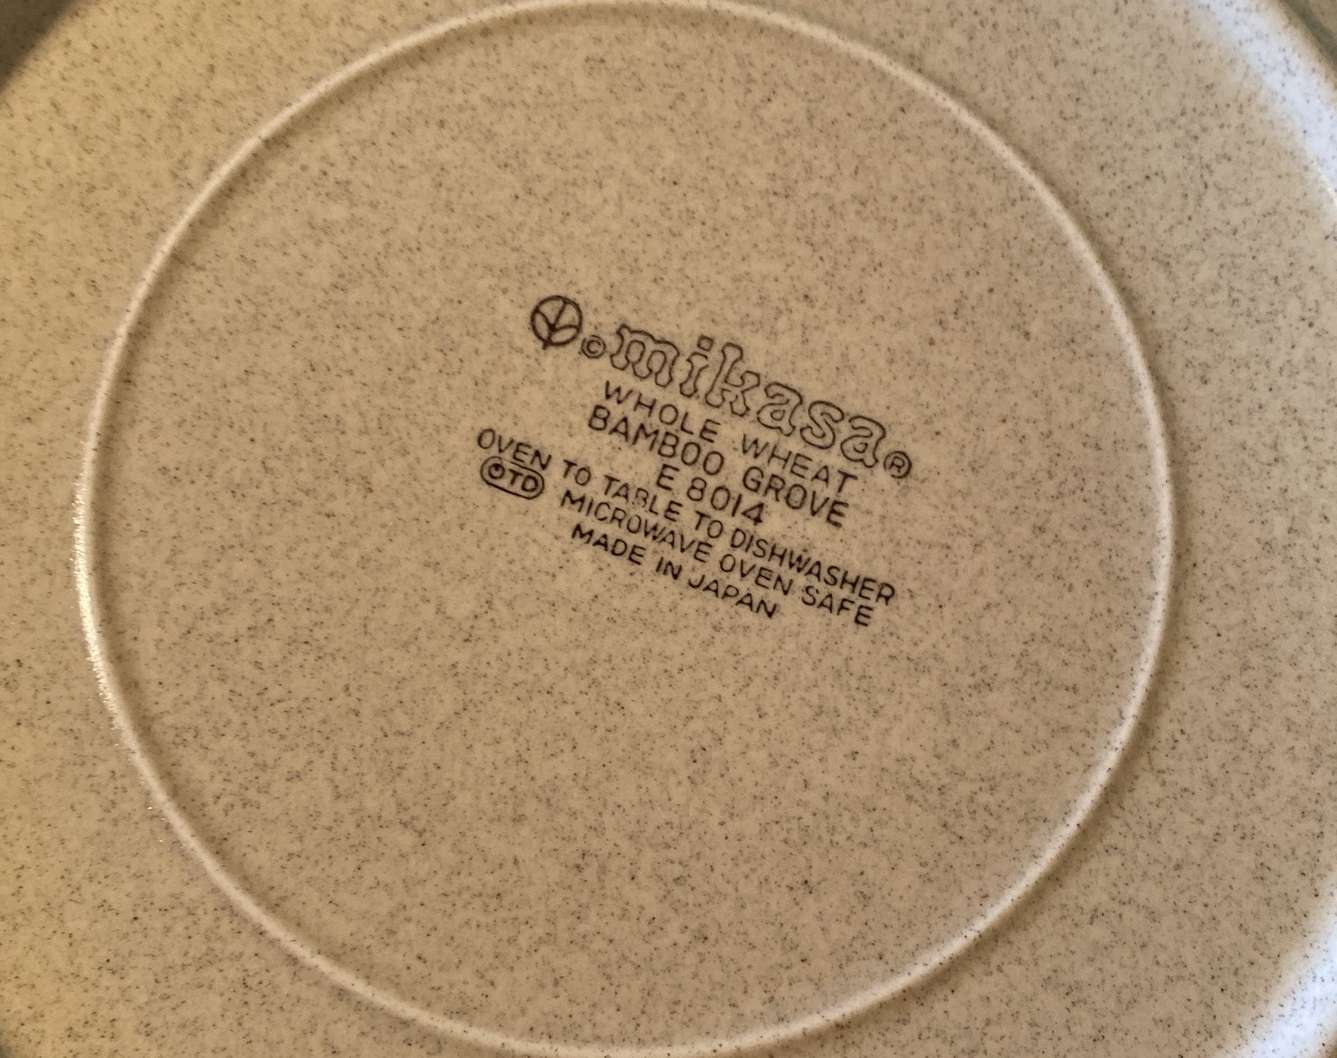 © mikasa ®
WHOLE WHEAT
BAMBOO GROVE
E 8014
OVEN TO TABLE TO DISHWASHER
OTD MICROWAVE OVEN SAFE
MADE IN JAPAN